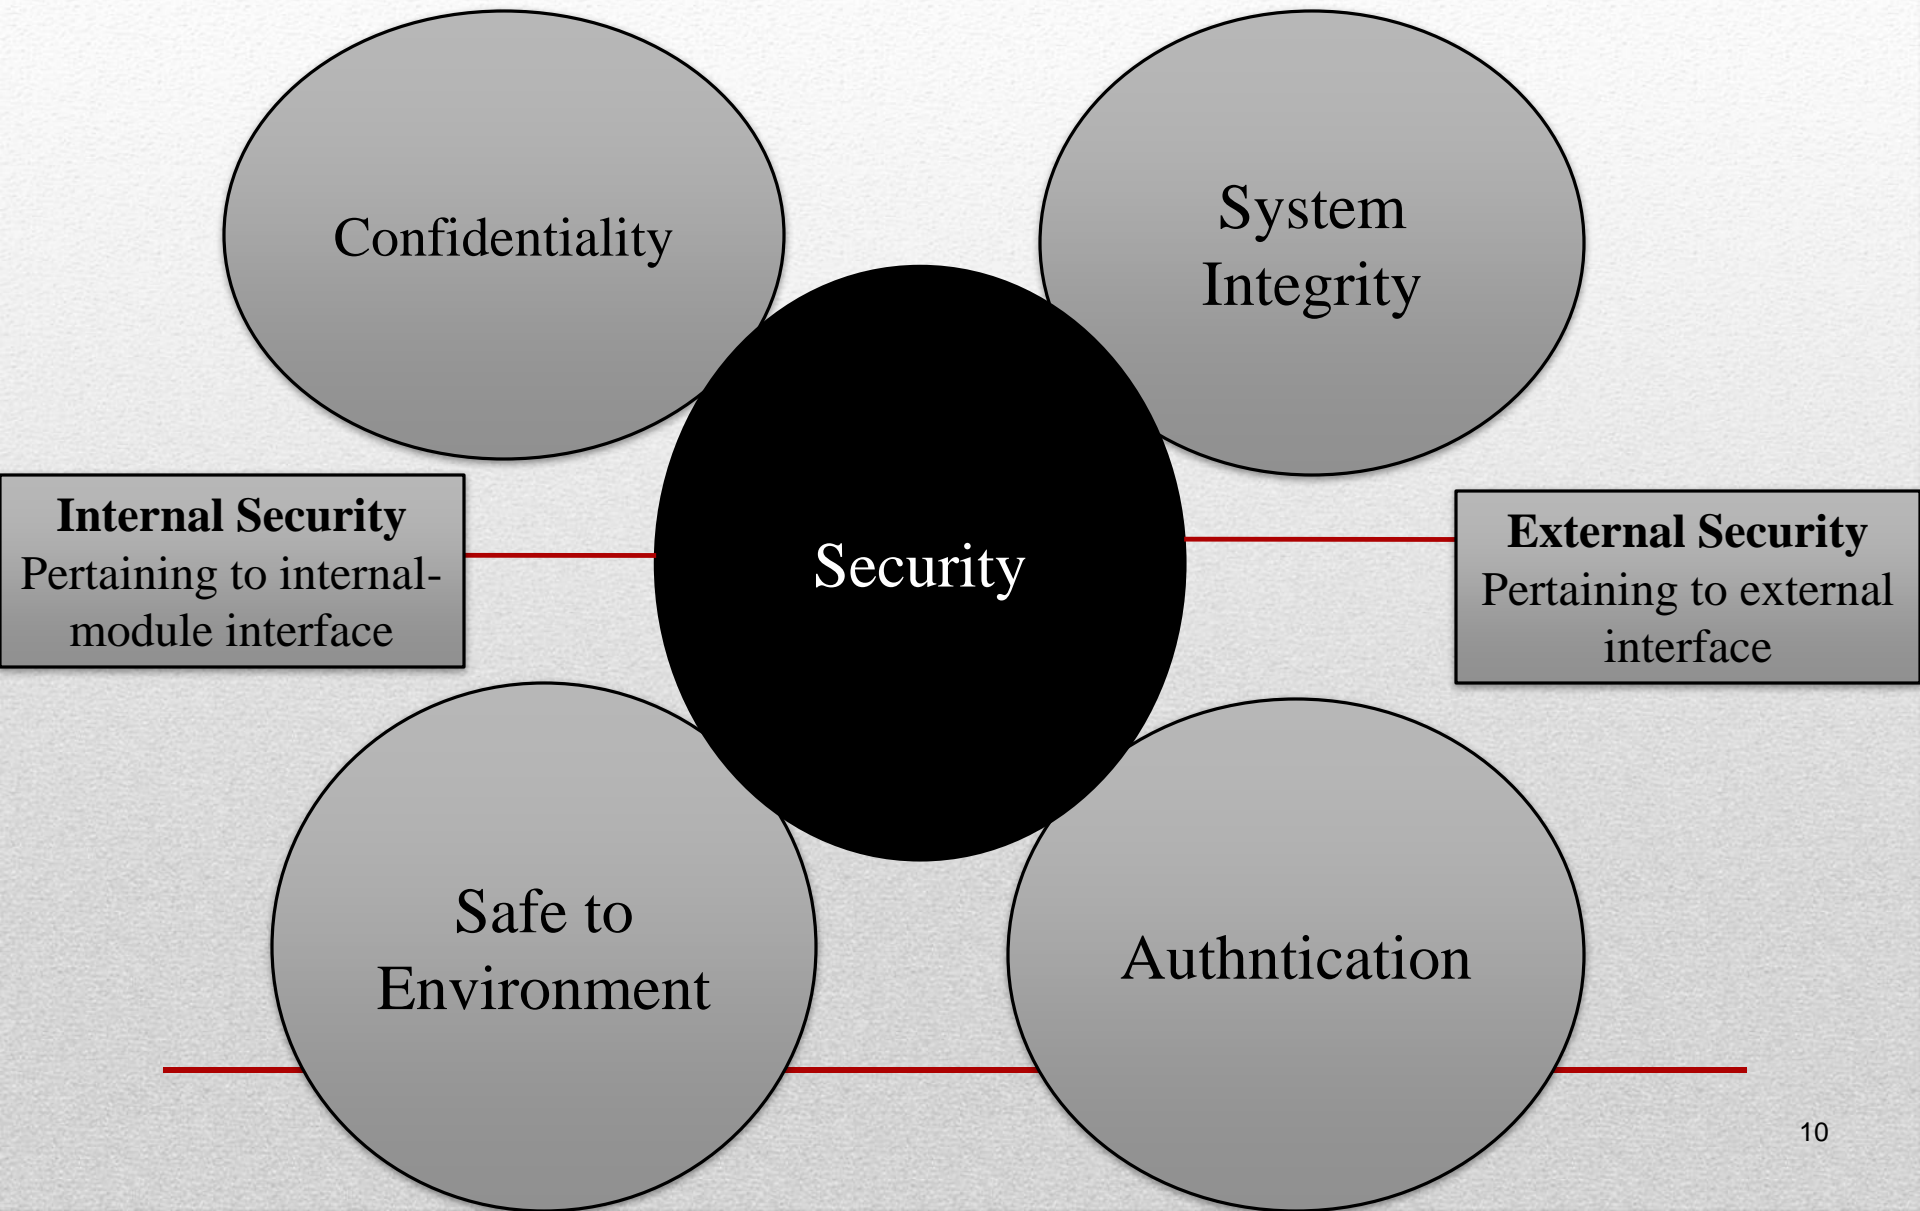 Confidentiality
System
Integrity
Internal Security
Pertaining to internal-
module interface
Security
External Security
Pertaining to external
interface
Safe to
Environment
Authntication
10